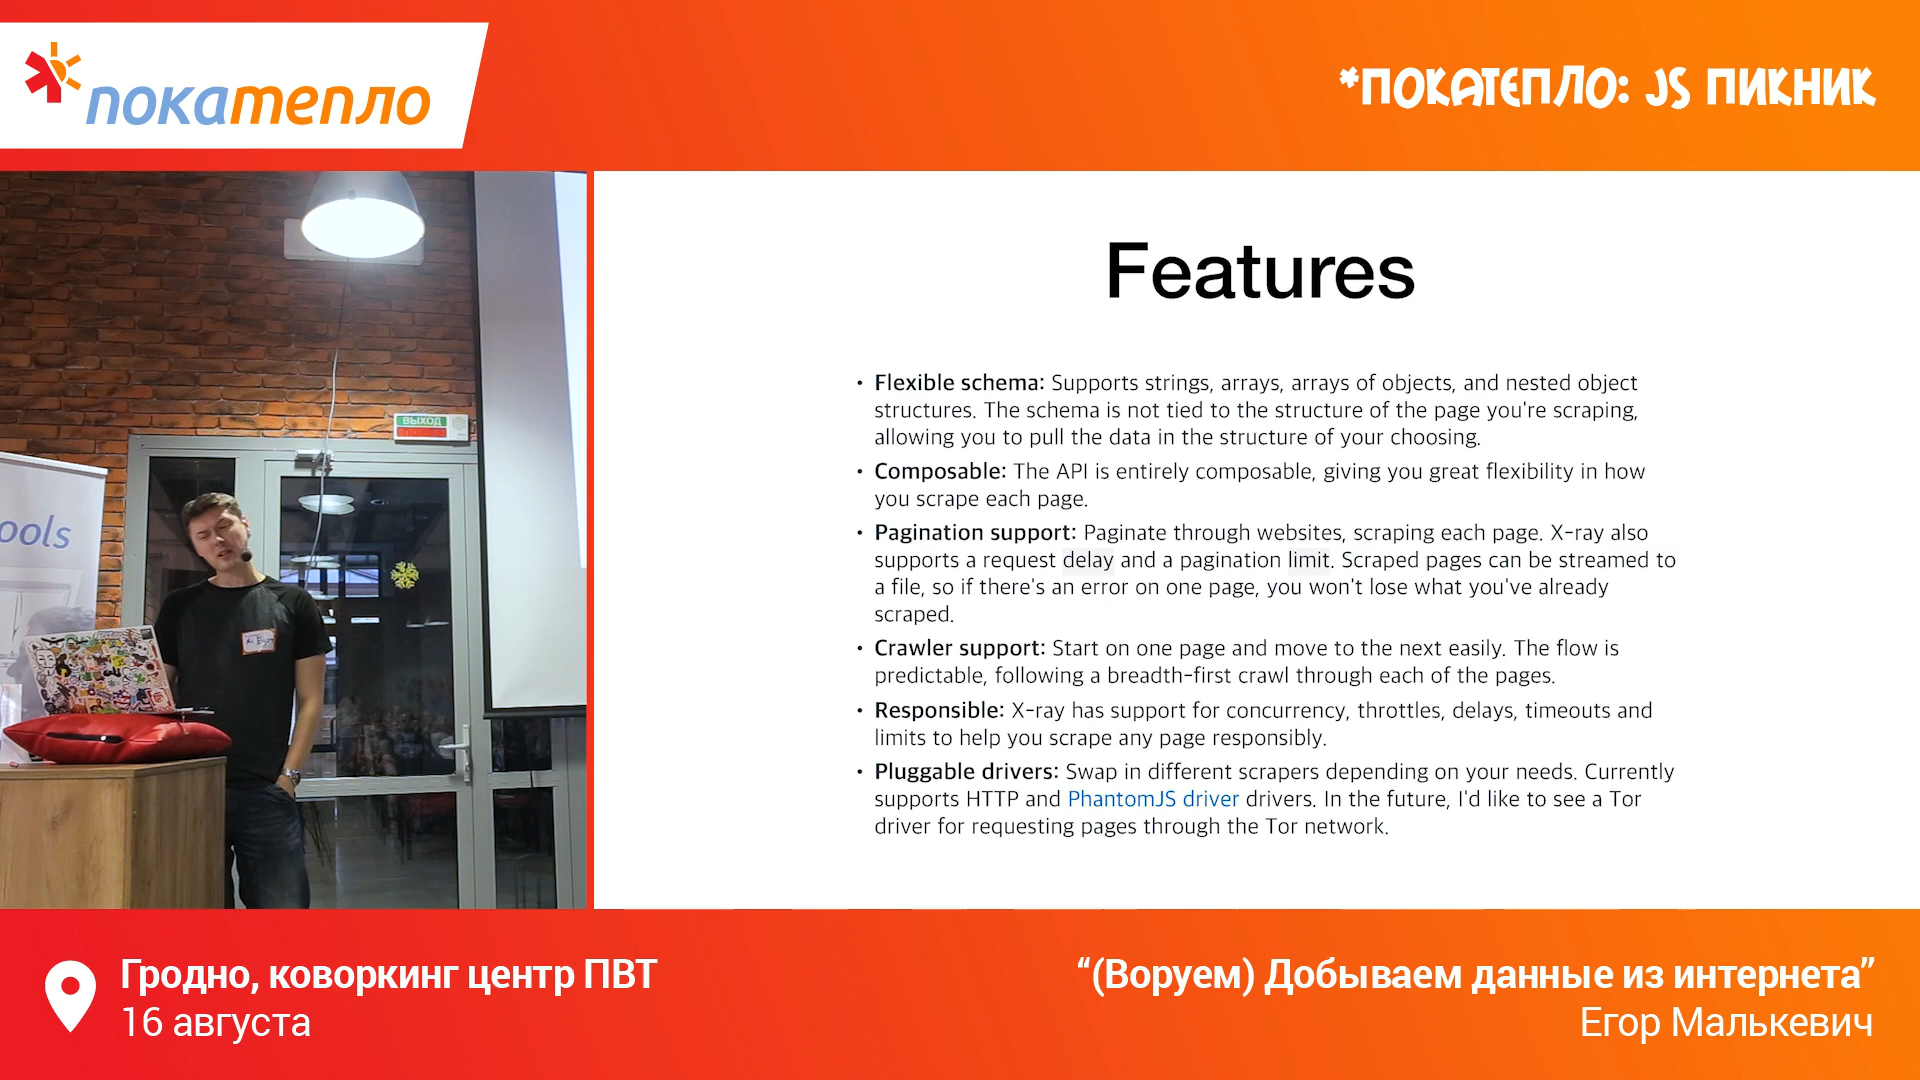 покатепло
*ПОКАТЕПЛО: JS ПИКНИК
ВЫХОД
ools
Features
• Flexible schema: Supports strings, arrays, arrays of objects, and nested object
structures. The schema is not tied to the structure of the page you're scraping,
allowing you to pull the data in the structure of your choosing.
• Composable: The API is entirely composable, giving you great flexibility in how
you scrape each page.
• Pagination support: Paginate through websites, scraping each page. X-ray also
supports a request delay and a pagination limit. Scraped pages can be streamed to
a file, so if there's an error on one page, you won't lose what you've already
scraped.
• Crawler support: Start on one page and move to the next easily. The flow is
predictable, following a breadth-first crawl through each of the pages.
• Responsible: X-ray has support for concurrency, throttles, delays, timeouts and
limits to help you scrape any page responsibly.
• Pluggable drivers: Swap in different scrapers depending on your needs. Currently
supports HTTP and PhantomJS driver drivers. In the future, I'd like to see a Tor
driver for requesting pages through the Tor network.
Гродно, коворкинг центр ПВТ
16 августа
“(Воруем) Добываем данные из интернета”
Егор Малькевич